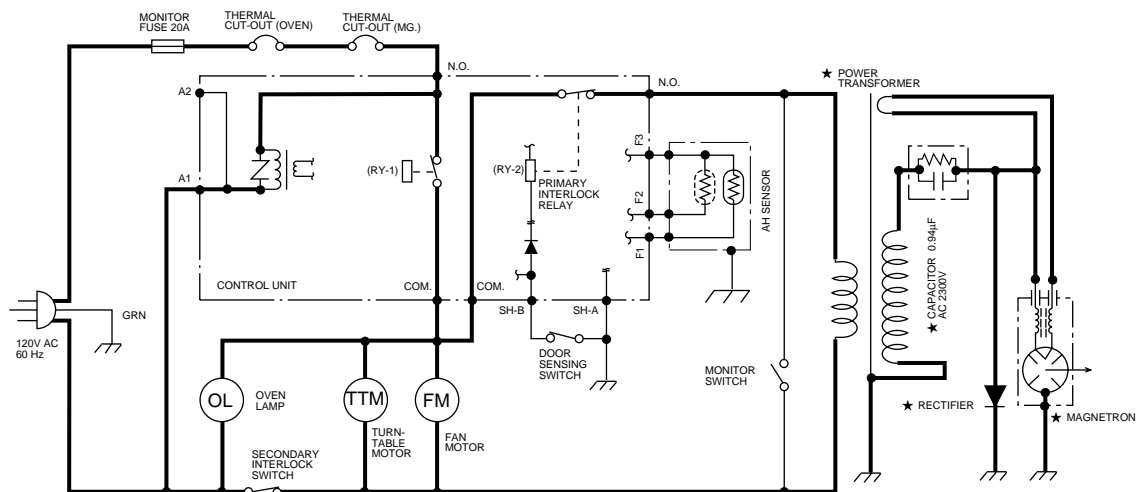 MONITOR
FUSE 20A
THERMAL
CUT-OUT (OVEN)
THERMAL
CUT-OUT (MG.)
N.O.
N.O.
★ POWER
TRANSFORMER
A2
A1
(RY-1)
(RY-2)
PRIMARY
INTERLOCK
RELAY
F3
F2
F1
AH SENSOR
CONTROL UNIT
COM.
COM.
SH-B
SH-A
GRN
120V AC
60 Hz
DOOR
SENSING
SWITCH
MONITOR
SWITCH
★ CAPACITOR 0.94µF
AC 2300V
OL
OVEN
LAMP
TTM
TURN-
TABLE
MOTOR
FM
FAN
MOTOR
SECONDARY
INTERLOCK
SWITCH
★ RECTIFIER
★ MAGNETRON